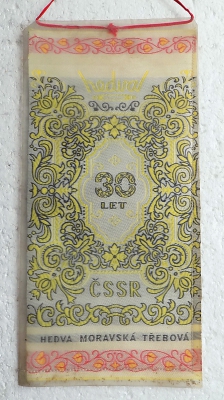 30
LET
ČSSR
HEDVA MORAVSKÁ TŘEBOVÁ